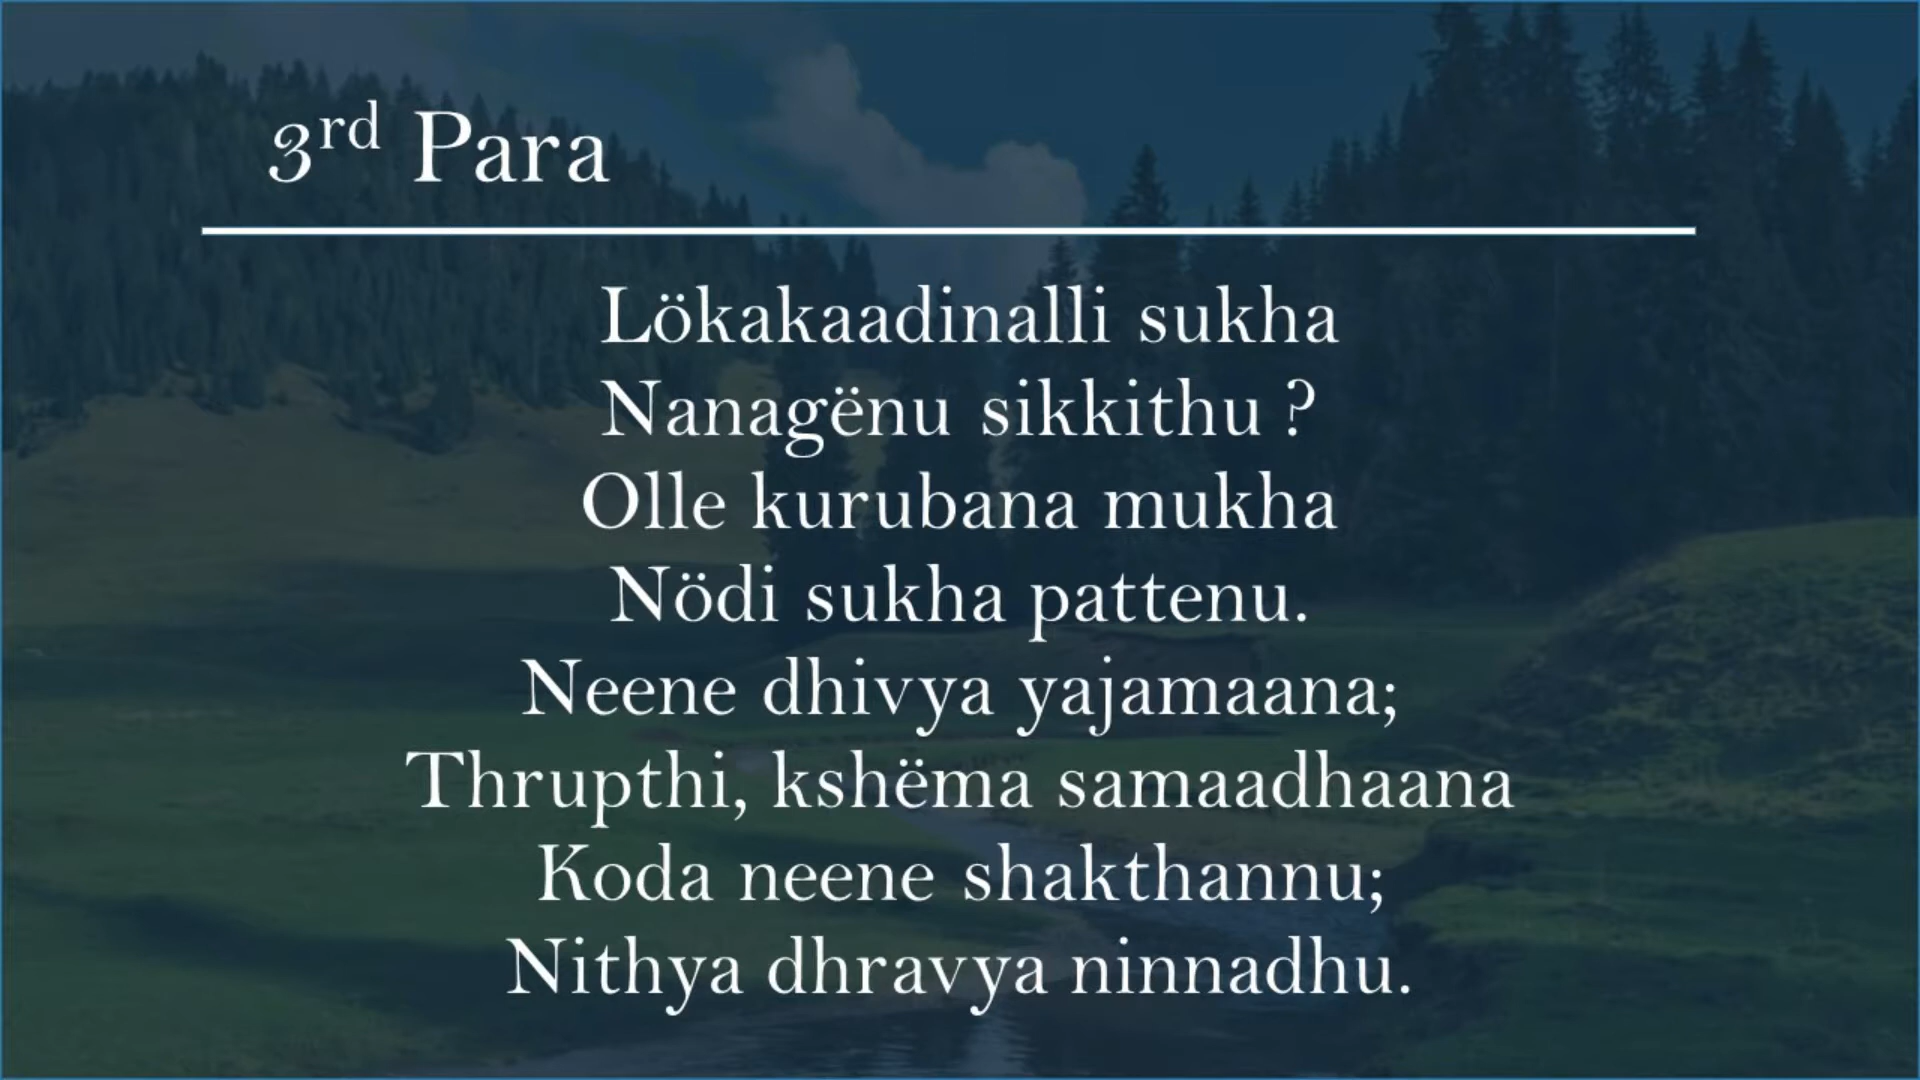 3rd Para
Lökakaadinalli sukha
Nanagënu sikkithu ?
Olle kurubana mukha
Nödi sukha pattenu.
Neene dhivya yajamaana;
Thrupthi, kshëma samaadhaana
Koda neene shakthannu;
Nithya dhravya ninnadhu.